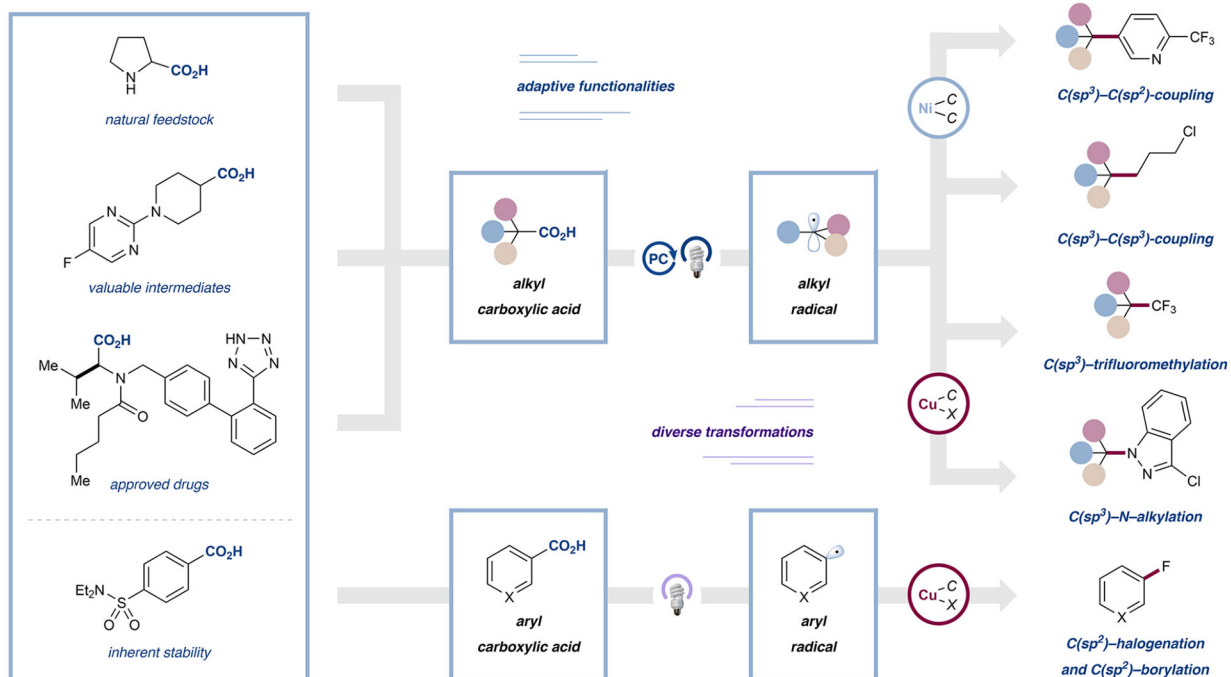 N
H
CO2H
natural feedstock
CO2H
N
N
N
F
valuable intermediates
CO2H
Me
Me
N
O
Me
HN
N
N
N
approved drugs
CO2H
Et2N
S
O O
inherent stability
adaptive functionalities
CO2H
alkyl
carboxylic acid
PC
alkyl
radical
diverse transformations
CO2H
X
aryl
carboxylic acid
X
aryl
radical
Ni
C
C
Cu
C
X
Cu
C
X
CF3
N
C(sp3)–C(sp2)-coupling
Cl
C(sp3)–C(sp3)-coupling
CF3
C(sp3)–trifluoromethylation
N
N
Cl
C(sp3)–N–alkylation
F
X
C(sp2)–halogenation
and C(sp2)–borylation